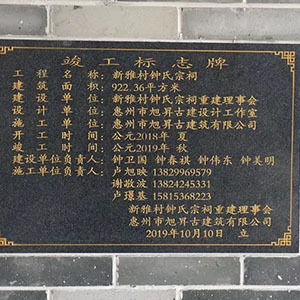 竣工标志牌
工程名称：新雅村钟氏宗祠
建筑面积：922.36平方米
建设单位：新雅村钟氏宗祠重建理事会
设计单位：惠州市旭昇古建设计工作室
施工单位：惠州市旭昇古建筑有限公司
开工时间：公元2018年 夏
竣工时间：公元2019年 秋
建设单位负责人：钟卫国 钟春祺 钟伟东 钟美明
施工单位负责人：卢旭映 13829969579
谢敬波 13824245331
卢璟基 15815368223
新雅村钟氏宗祠重建理事会
惠州市旭昇古建筑有限公司
2019年10月10日 立